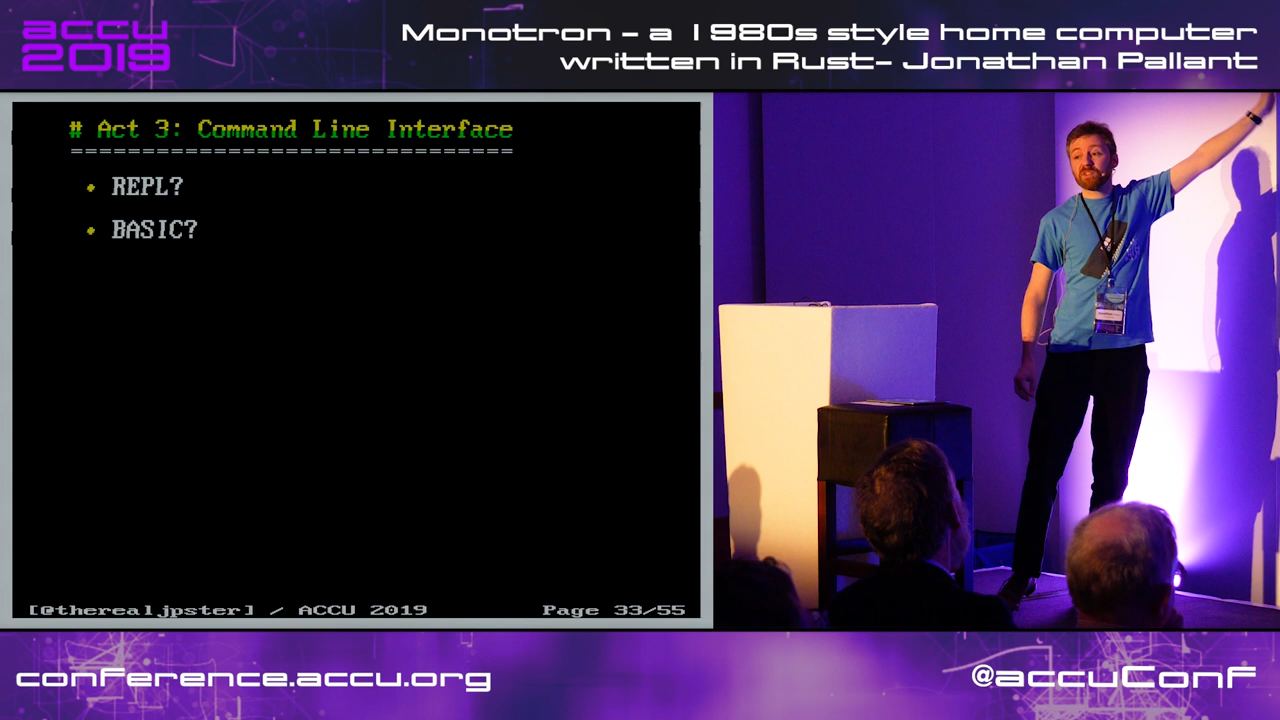 accu
2019
Monotron - a 1980s style home computer
written in Rust- Jonathan Pallant
# Act 3: Command Line Interface
===============================
• REPL?
• BASIC?
[@therealjpster] / ACCU 2019
Page 33/55
conference.accu.org
@accuConf